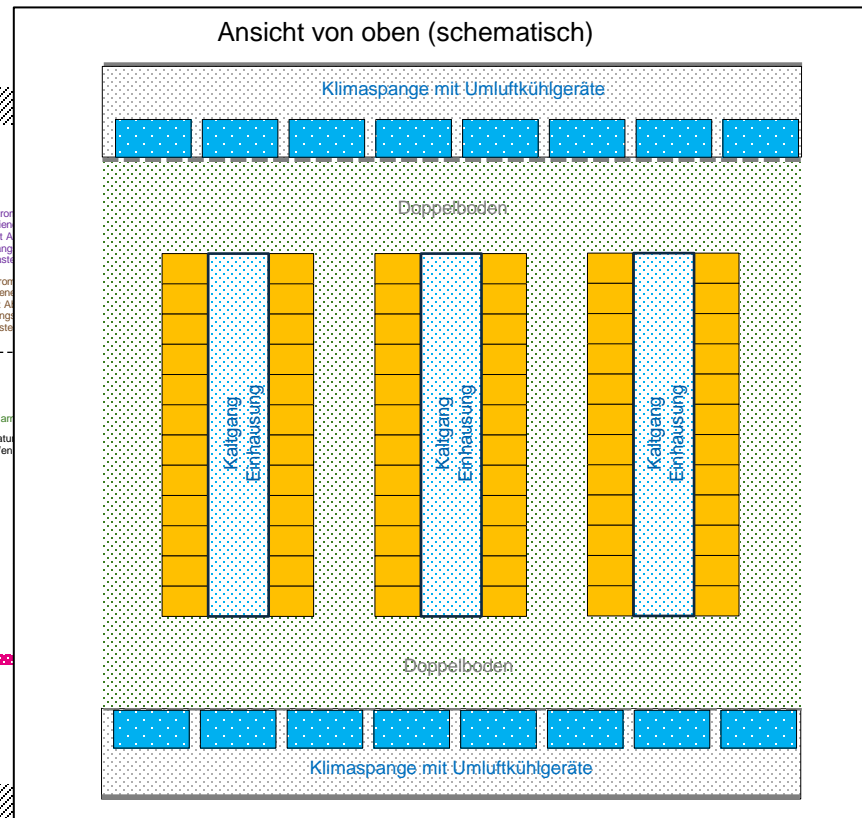 Ansicht von oben (schematisch)
Klimaspange mit Umluftkühlgeräte
Doppelboden
Kaltgang
Einhausung
Kaltgang
Einhausung
Kaltgang
Einhausung
Doppelboden
Klimaspange mit Umluftkühlgeräte